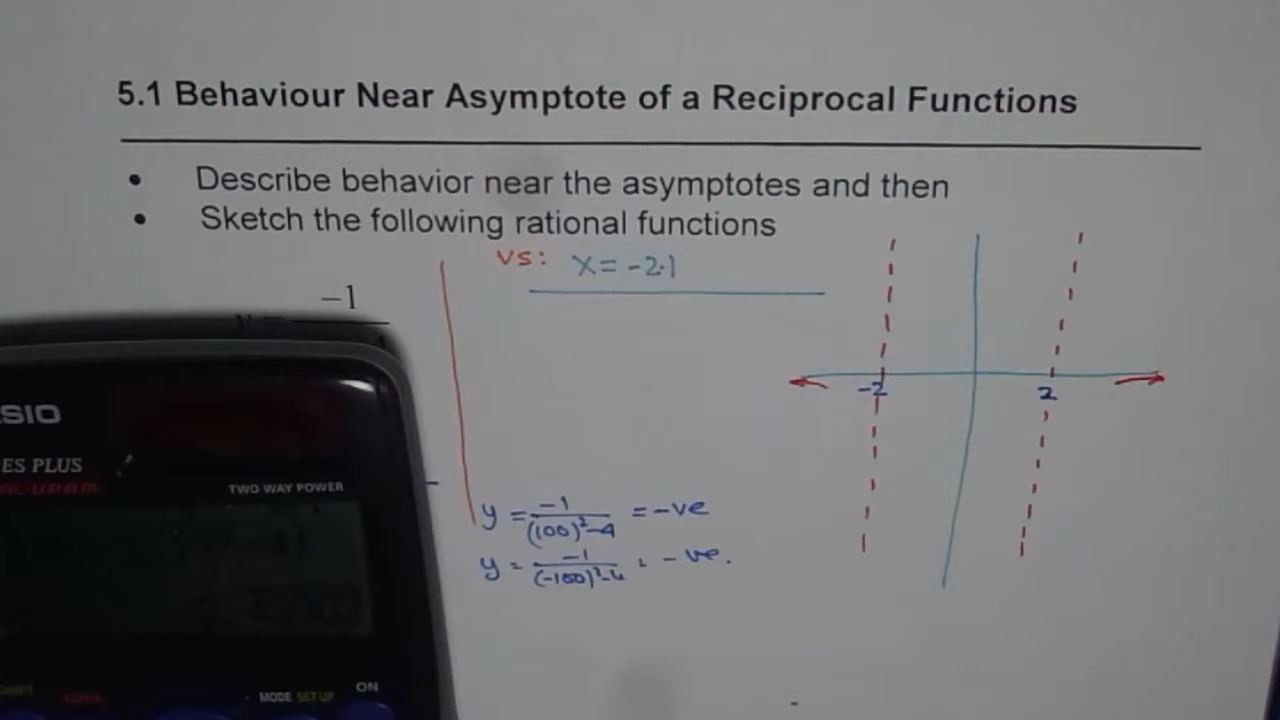 5.1 Behaviour Near Asymptote of a Reciprocal Functions
• Describe behavior near the asymptotes and then
• Sketch the following rational functions
vs: x = -2.1
-1
-2 2
SIO
ES PLUS
TWO WAY POWER
y = -1/(100)²-4 = -ve
y = -1/(-100)²-4 = -ve.
MODE SETUP ON